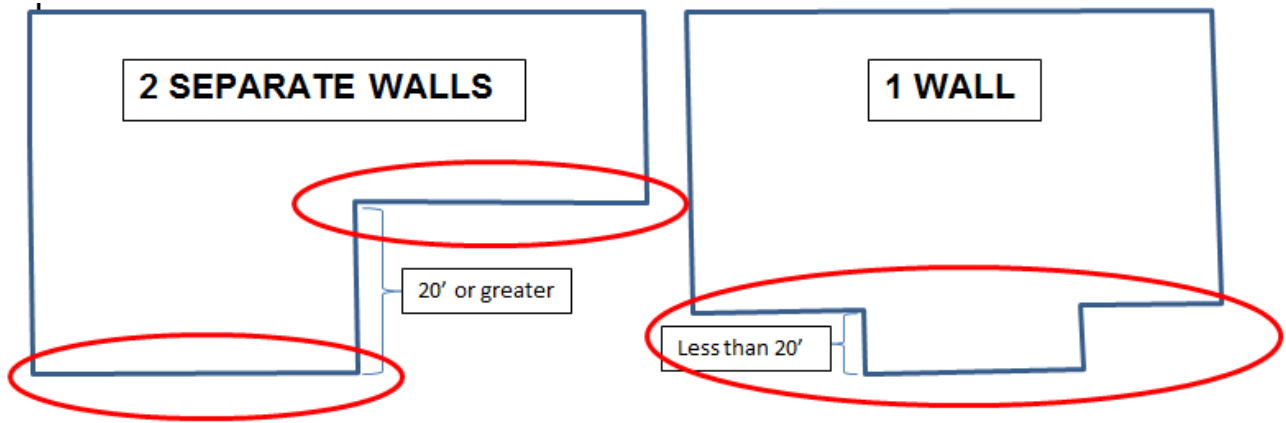 2 SEPARATE WALLS
1 WALL
20’ or greater
Less than 20’